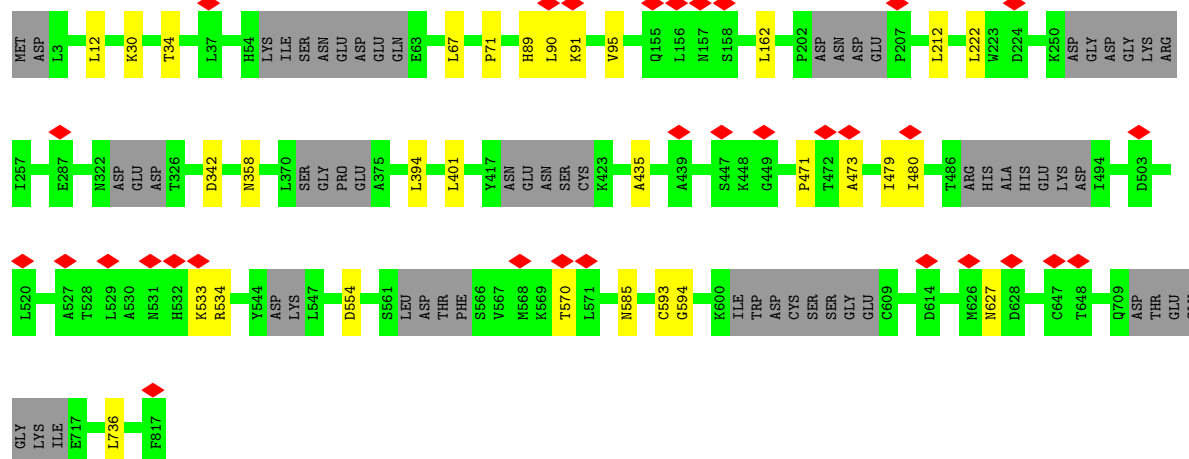 MET ASP L3 L12 K30 T34 L37 H54 LYS ILE SER ASN GLU ASP GLU GLN E63 L67 P71 H89 L90 K91 V95 Q155 L156 N157 S158 L162 P202 ASP ASN ASP GLU P207 L212 L222 W223 D224 K250 ASP GLY ASP GLY LYS ARG
I257 E287 N322 ASP GLU ASP T326 D342 N358 L370 SER GLY PRO GLU A375 L394 L401 Y417 ASN GLU ASN SER CYS K423 A435 A439 S447 K448 G449 P471 T472 A473 I479 I480 T486 ARG HIS ALA HIS GLU LYS ASP I494 D503
L520 A527 T528 L529 A530 N531 H532 K533 R534 Y544 ASP LYS L547 D554 S561 LEU ASP THR PHE S566 V567 M568 K569 T570 L571 N585 C593 G594 K600 ILE TRP ASP CYS SER SER GLY GLU C609 D614 M626 N627 D628 C647 T648 Q709 ASP THR GLU
GLY LYS ILE E717 L736 F817